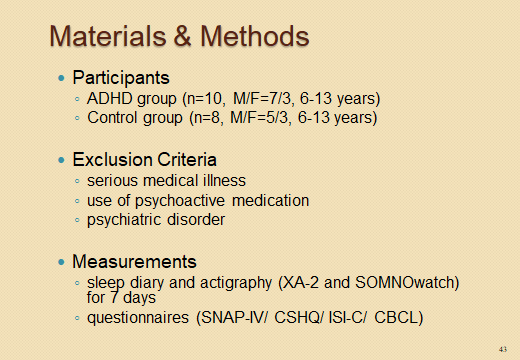 Materials & Methods
Participants
ADHD group (n=10, M/F=7/3, 6-13 years)
Control group (n=8, M/F=5/3, 6-13 years)
Exclusion Criteria
serious medical illness
use of psychoactive medication
psychiatric disorder
Measurements
sleep diary and actigraphy (XA-2 and SOMNOwatch)
for 7 days
questionnaires (SNAP-IV/ CSHQ/ ISI-C/ CBCL)
43